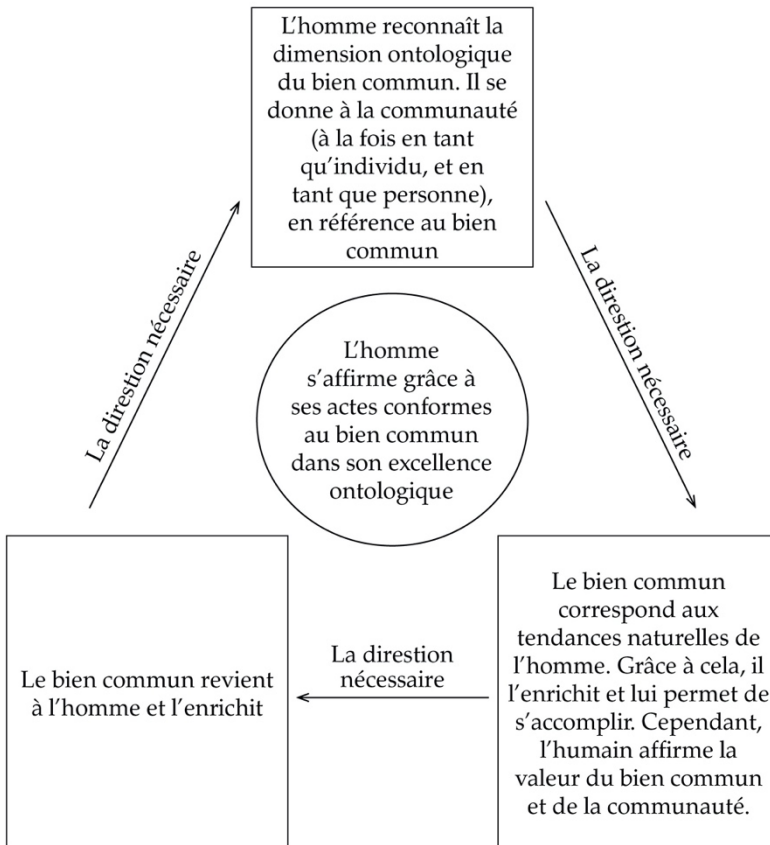 L'homme reconnaît la
dimension ontologique
du bien commun. Il se
donne à la communauté
(à la fois en tant
qu'individu, et en
tant que personne),
en référence au bien
commun
La direction nécessaire
La direction nécessaire
L'homme
s'affirme grâce à
ses actes conformes
au bien commun
dans son excellence
ontologique
Le bien commun revient
à l'homme et l'enrichit
La direstion
nécessaire
Le bien commun
correspond aux
tendances naturelles de
l'homme. Grâce à cela, il
l'enrichit et lui permet de
s'accomplir. Cependant,
l'humain affirme la
valeur du bien commun
et de la communauté.